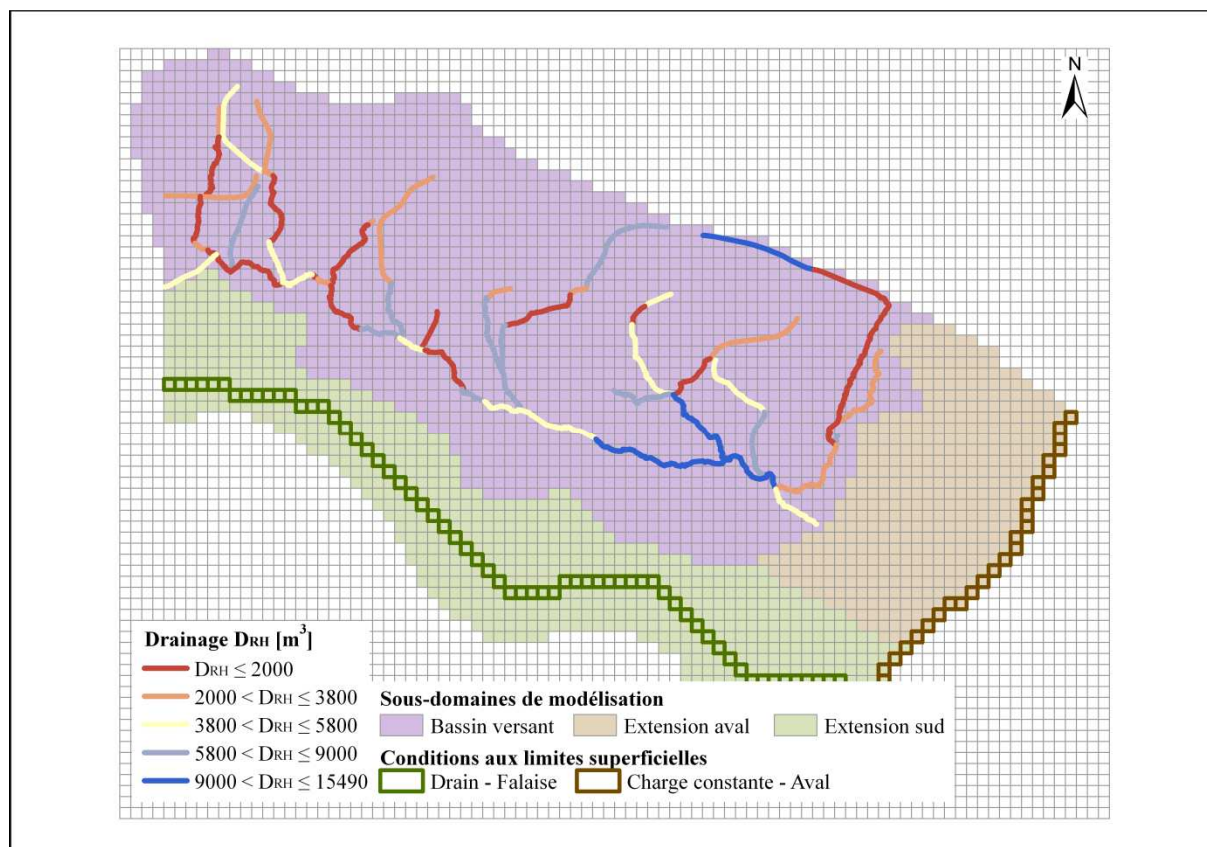 N
Drainage DRH [m³]
DRH ≤ 2000
2000 < DRH ≤ 3800
3800 < DRH ≤ 5800
5800 < DRH ≤ 9000
9000 < DRH ≤ 15490
Sous-domaines de modélisation
Bassin versant Extension aval Extension sud
Conditions aux limites superficielles
Drain - Falaise Charge constante - Aval